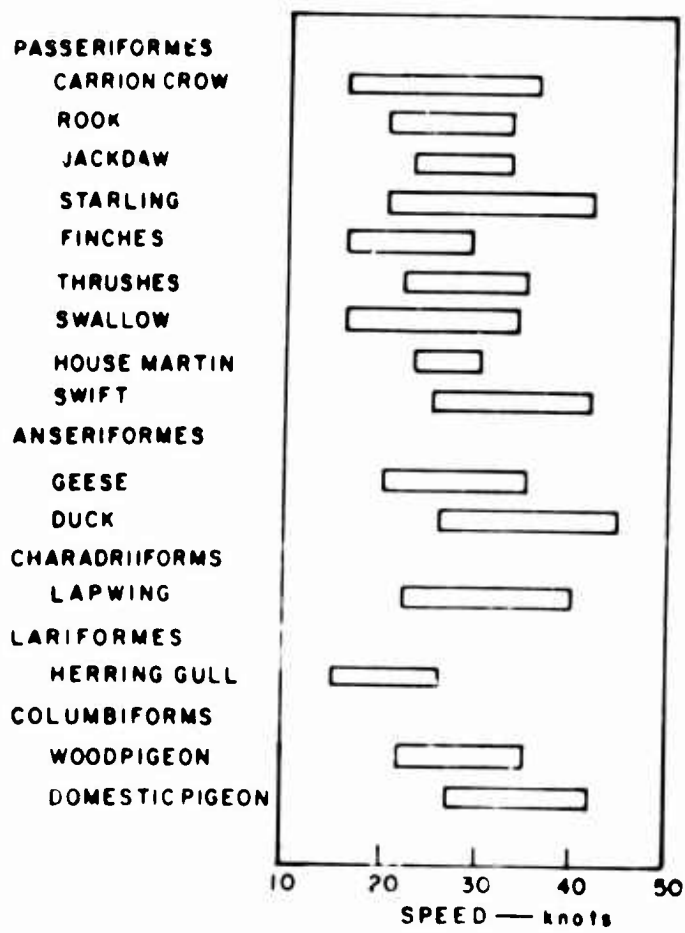 PASSERIFORMES
CARRION CROW
ROOK
JACKDAW
STARLING
FINCHES
THRUSHES
SWALLOW
HOUSE MARTIN
SWIFT
ANSERIFORMES
GEESE
DUCK
CHARADRIIFORMS
LAPWING
LARIFORMES
HERRING GULL
COLUMBIFORMS
WOODPIGEON
DOMESTIC PIGEON
10 20 30 40 50
SPEED — knots